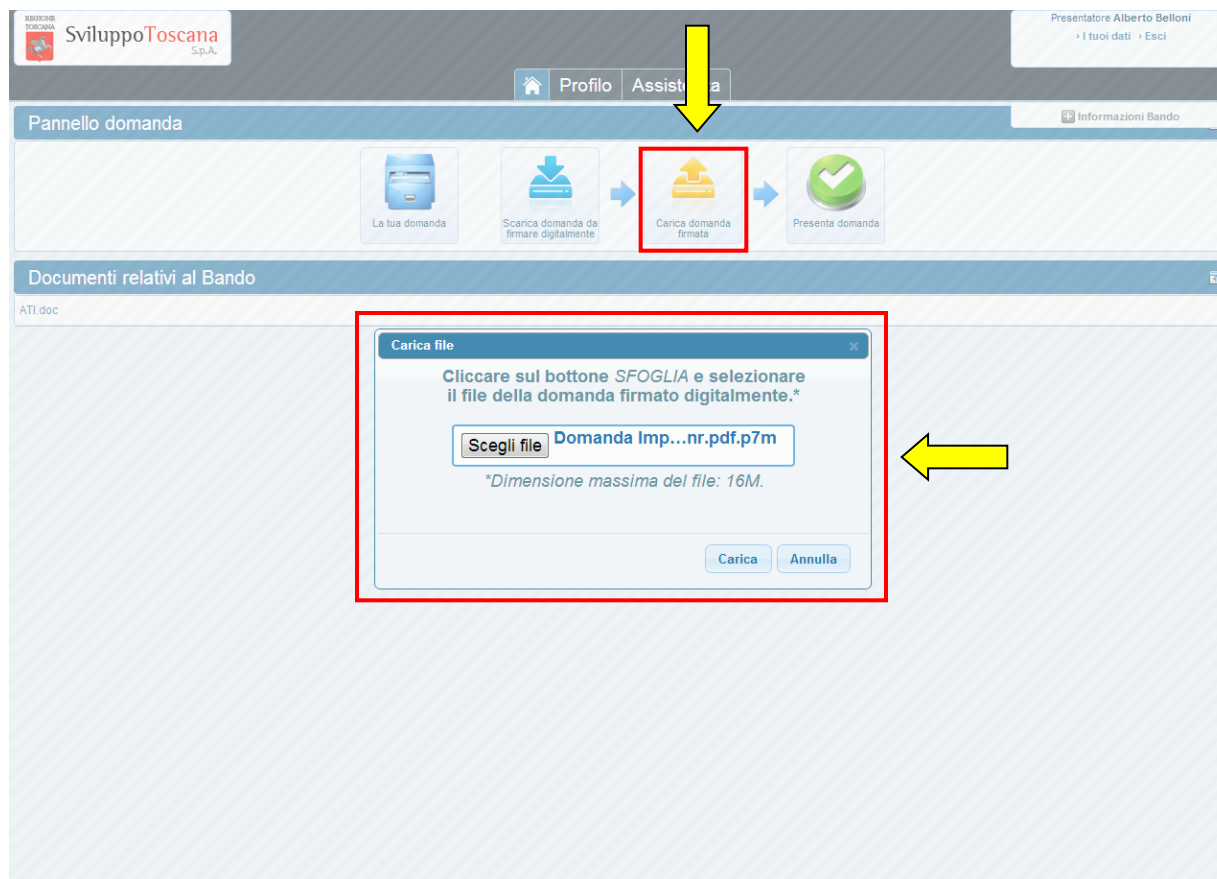 REGIONE
TOSCANA
SviluppoToscana
S.p.A.
Presentatore Alberto Belloni
› I tuoi dati › Esci
Profilo
Pannello domanda
Informazioni Bando
La tua domanda
Scarica domanda da
firmare digitalmente
Carica domanda
firmata
Presenta domanda
Documenti relativi al Bando
ATI.doc
Carica file
Cliccare sul bottone SFOGLIA e selezionare
il file della domanda firmato digitalmente.*
Scegli file Domanda Imp...nr.pdf.p7m
*Dimensione massima del file: 16M.
Carica Annulla